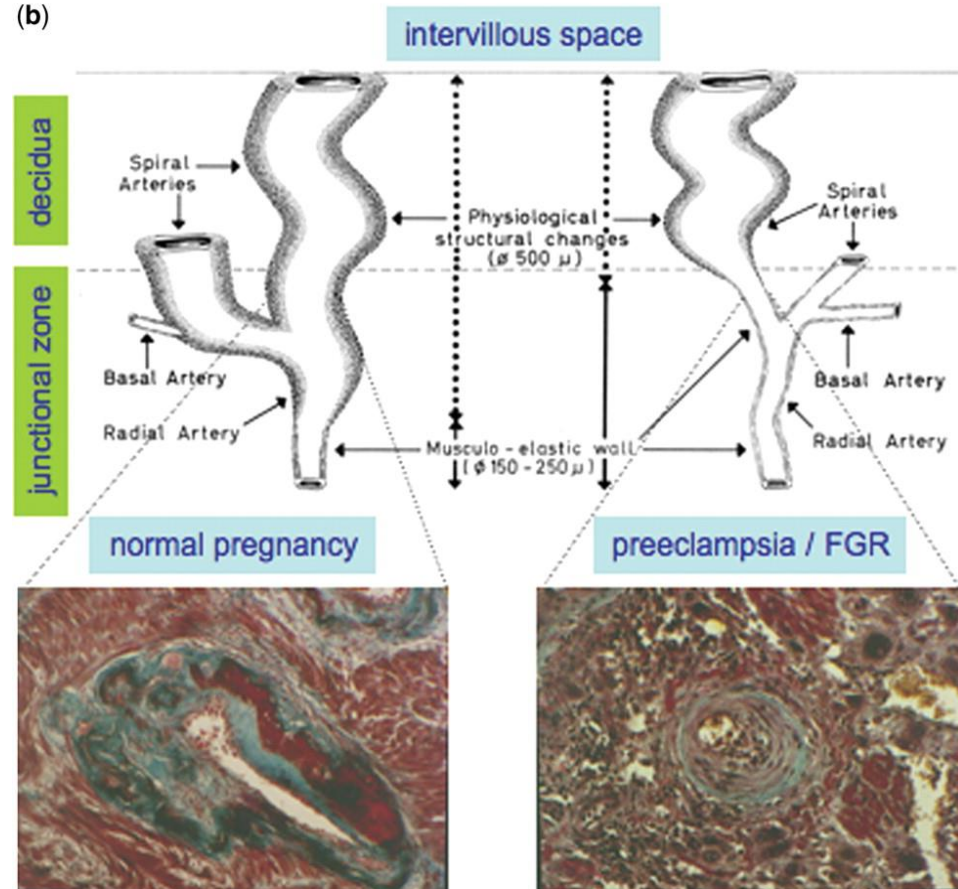 (b)
intervillous space
decidua
junctional zone
Spiral
Arteries
Basal Artery
Radial Artery
Physiological
structural changes
(ø 500 µ)
Musculo-elastic wall
(ø 150-250 µ)
Spiral
Arteries
Basal Artery
Radial Artery
normal pregnancy
preeclampsia / FGR